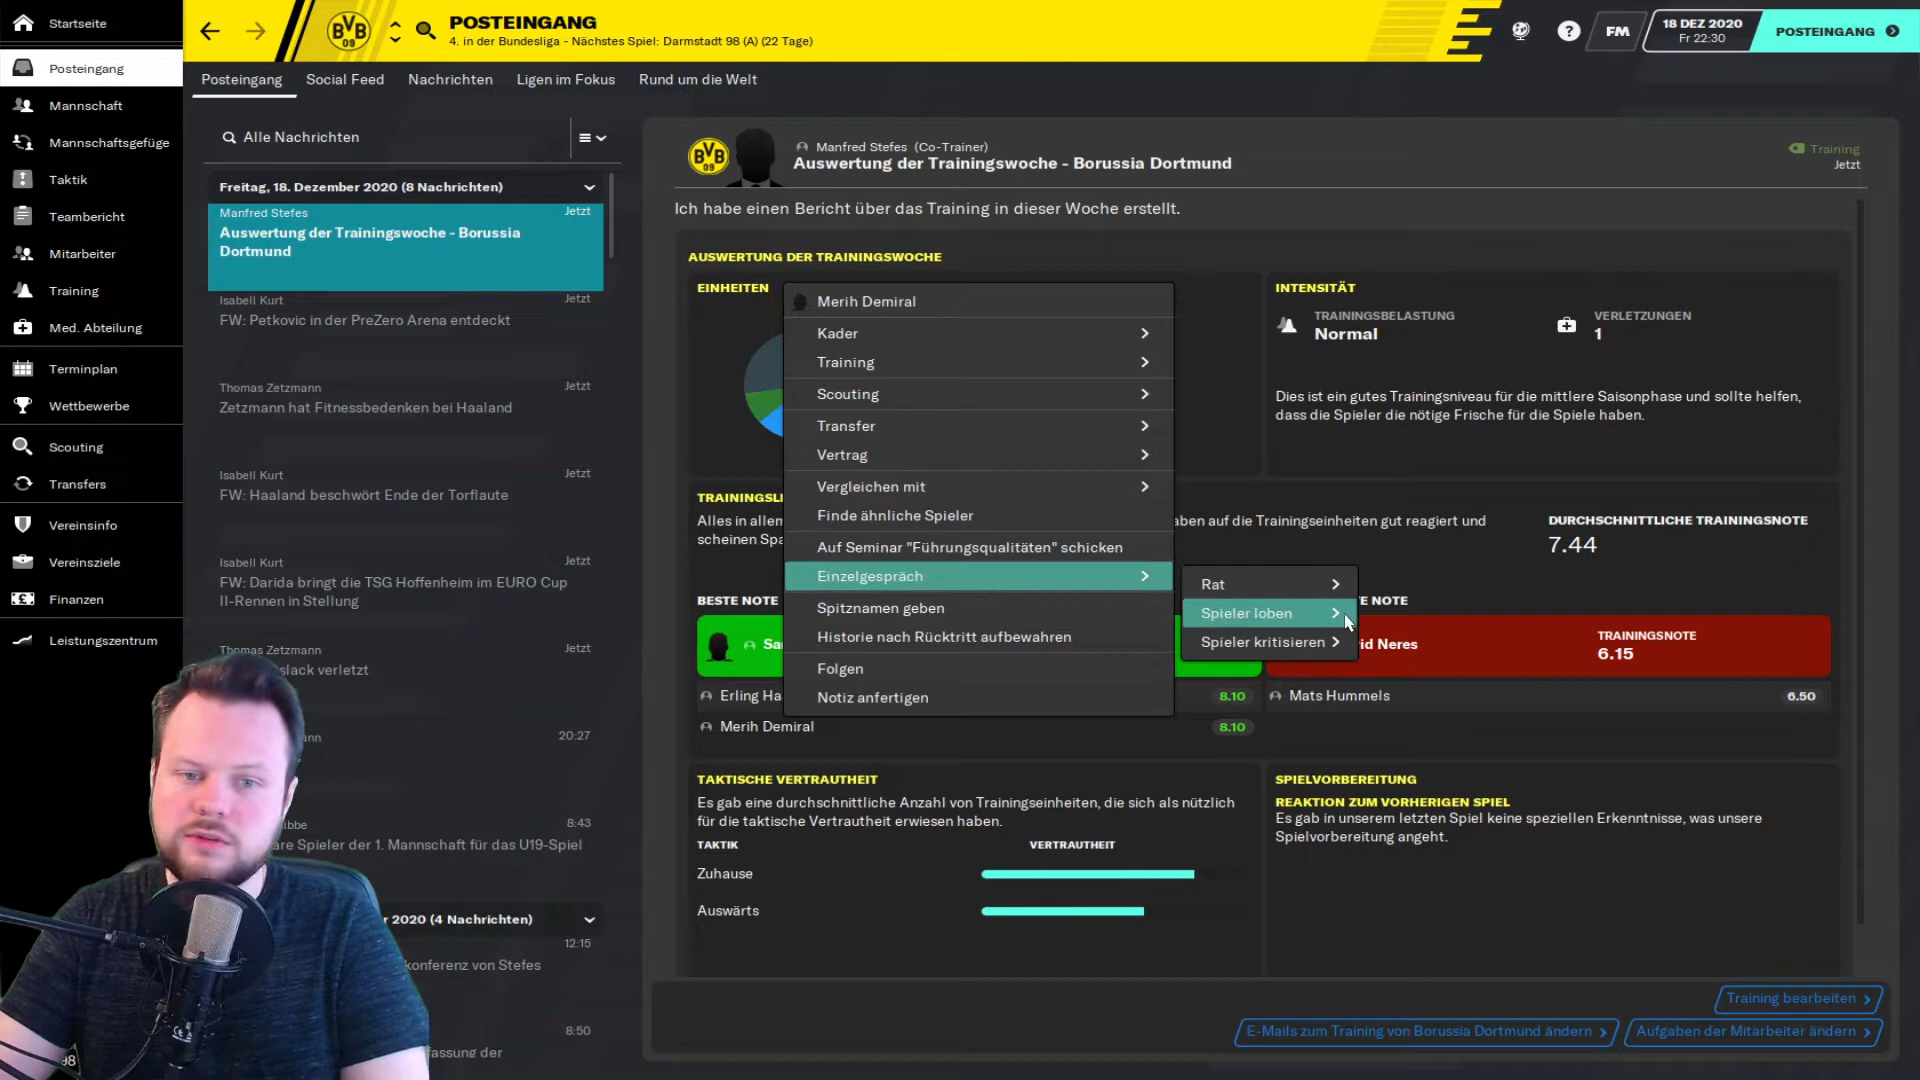 Startseite
Posteingang
Mannschaft
Mannschaftsgefüge
Taktik
Teambericht
Mitarbeiter
Training
Med. Abteilung
Terminplan
Wettbewerbe
Scouting
Transfers
Vereinsinfo
Vereinsziele
Finanzen
Leistungszentrum
BVB 09
POSTEINGANG
4. in der Bundesliga - Nächstes Spiel: Darmstadt 98 (A) (22 Tage)
FM
18 DEZ 2020
Fr 22:30
POSTEINGANG
Posteingang
Social Feed
Nachrichten
Ligen im Fokus
Rund um die Welt
Alle Nachrichten
Freitag, 18. Dezember 2020 (8 Nachrichten)
Manfred Stefes
Jetzt
Auswertung der Trainingswoche - Borussia
Dortmund
Isabell Kurt
Jetzt
FW: Petkovic in der PreZero Arena entdeckt
Thomas Zetzmann
Jetzt
Zetzmann hat Fitnessbedenken bei Haaland
Isabell Kurt
Jetzt
FW: Haaland beschwört Ende der Torflaute
Isabell Kurt
Jetzt
FW: Darida bringt die TSG Hoffenheim im EURO Cup
II-Rennen in Stellung
Thomas Zetzmann
Jetzt
slack verletzt
nn
20:27
ibbe
8:43
äre Spieler der 1. Mannschaft für das U19-Spiel
r 2020 (4 Nachrichten)
12:15
konferenz von Stefes
8:50
fassung der
98
BVB 09
Manfred Stefes (Co-Trainer)
Auswertung der Trainingswoche - Borussia Dortmund
Training
Jetzt
Ich habe einen Bericht über das Training in dieser Woche erstellt.
AUSWERTUNG DER TRAININGSWOCHE
EINHEITEN
Merih Demiral
Kader
Training
Scouting
Transfer
Vertrag
Vergleichen mit
Finde ähnliche Spieler
Auf Seminar "Führungsqualitäten" schicken
Einzelgespräch
Spitznamen geben
Historie nach Rücktritt aufbewahren
Folgen
Notiz anfertigen
Rat
Spieler loben
Spieler kritisieren
INTENSITÄT
TRAININGSBELASTUNG
Normal
VERLETZUNGEN
1
Dies ist ein gutes Trainingsniveau für die mittlere Saisonphase und sollte helfen,
dass die Spieler die nötige Frische für die Spiele haben.
TRAININGSL
Alles in allem
aben auf die Trainingseinheiten gut reagiert und
scheinen Spa
DURCHSCHNITTLICHE TRAININGSNOTE
7.44
BESTE NOTE
Sa
Erling Ha
8.10
Merih Demiral
8.10
TE NOTE
vid Neres
TRAININGSNOTE
6.15
Mats Hummels
6.50
TAKTISCHE VERTRAUTHEIT
Es gab eine durchschnittliche Anzahl von Trainingseinheiten, die sich als nützlich
für die taktische Vertrautheit erwiesen haben.
TAKTIK
VERTRAUTHEIT
Zuhause
Auswärts
SPIELVORBEREITUNG
REAKTION ZUM VORHERIGEN SPIEL
Es gab in unserem letzten Spiel keine speziellen Erkenntnisse, was unsere
Spielvorbereitung angeht.
Training bearbeiten
E-Mails zum Training von Borussia Dortmund ändern
Aufgaben der Mitarbeiter ändern